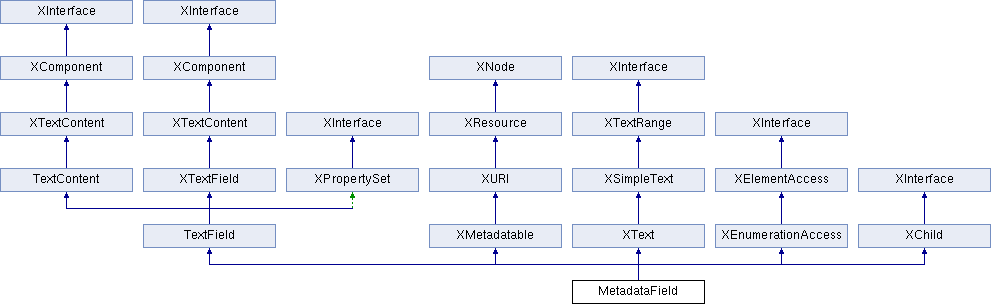 XInterface XInterface
XComponent XComponent XNode XInterface
XTextContent XTextContent XInterface XResource XTextRange XInterface
TextContent XTextField XPropertySet XURI XSimpleText XElementAccess XInterface
TextField XMetadatable XText XEnumerationAccess XChild
MetadataField